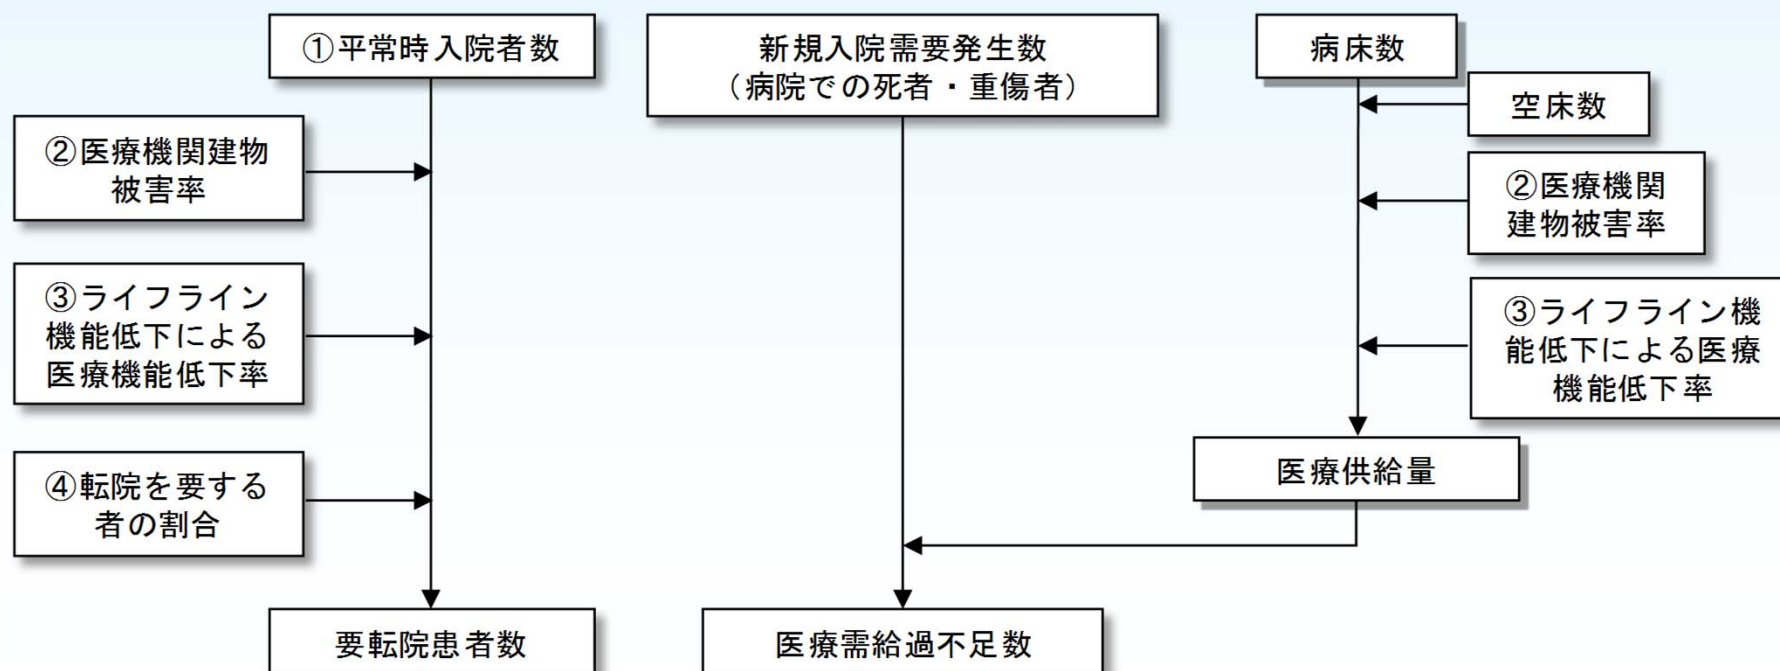 ①平常時入院者数
新規入院需要発生数
（病院での死者・重傷者）
病床数
空床数
②医療機関建物
被害率
②医療機関
建物被害率
③ライフライン
機能低下による
医療機能低下率
③ライフライン機
能低下による医療
機能低下率
④転院を要する
者の割合
医療供給量
要転院患者数
医療需給過不足数